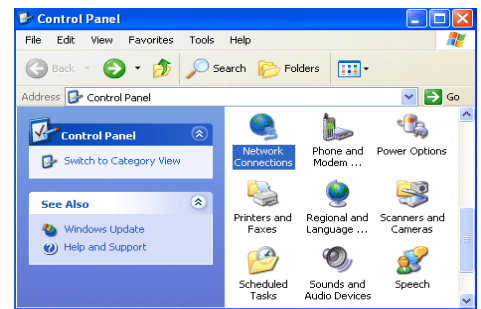 Control Panel
File Edit View Favorites Tools Help
Back Search Folders
Address Control Panel Go
Control Panel
Switch to Category View
See Also
Windows Update
Help and Support
Network Connections
Phone and Modem ...
Power Options
Printers and Faxes
Regional and Language ...
Scanners and Cameras
Scheduled Tasks
Sounds and Audio Devices
Speech